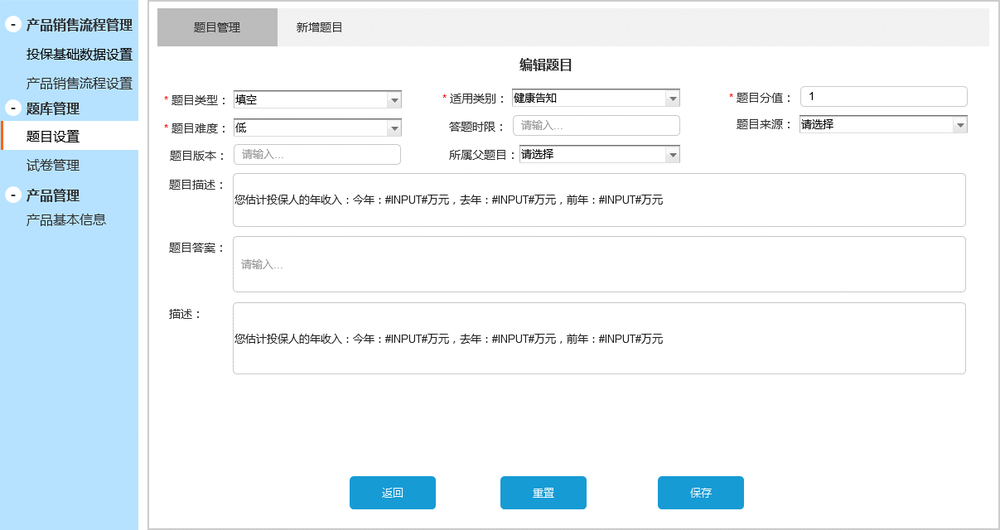 - 产品销售流程管理
投保基础数据设置
产品销售流程设置
- 题库管理
题目设置
试卷管理
- 产品管理
产品基本信息
题目管理 新增题目
编辑题目
* 题目类型： 填空 * 适用类别： 健康告知 * 题目分值： 1
* 题目难度： 低 答题时限： 请输入... 题目来源： 请选择
题目版本： 请输入... 所属父题目： 请选择
题目描述： 您估计投保人的年收入：今年：#INPUT#万元，去年：#INPUT#万元，前年：#INPUT#万元
题目答案： 请输入...
描述： 您估计投保人的年收入：今年：#INPUT#万元，去年：#INPUT#万元，前年：#INPUT#万元
返回 重置 保存